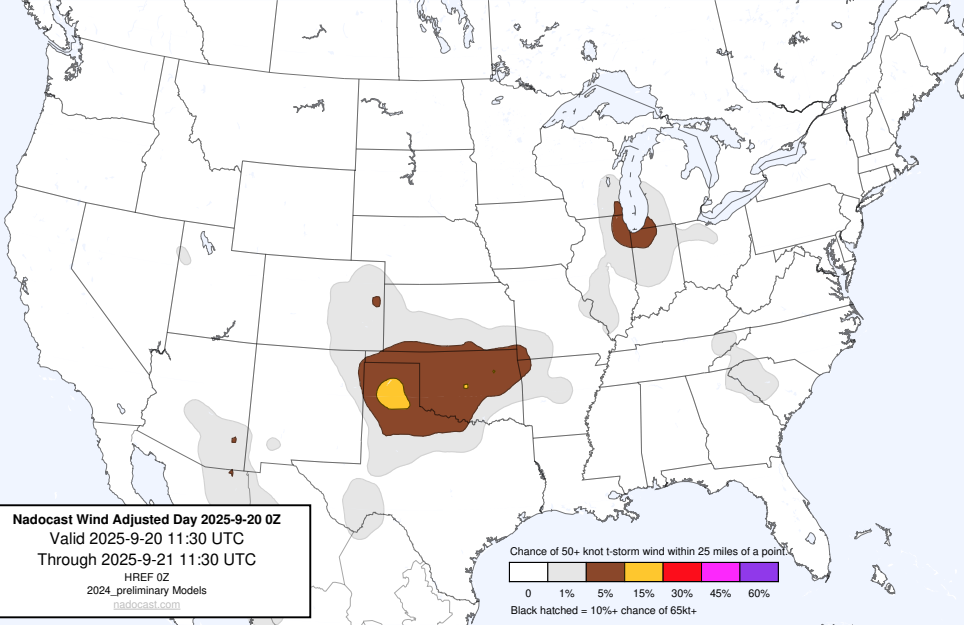 Nadocast Wind Adjusted Day 2025-9-20 0Z
Valid 2025-9-20 11:30 UTC
Through 2025-9-21 11:30 UTC
HREF 0Z
2024_preliminary Models
nadocast.com
Chance of 50+ knot t-storm wind within 25 miles of a point.
0 1% 5% 15% 30% 45% 60%
Black hatched = 10%+ chance of 65kt+